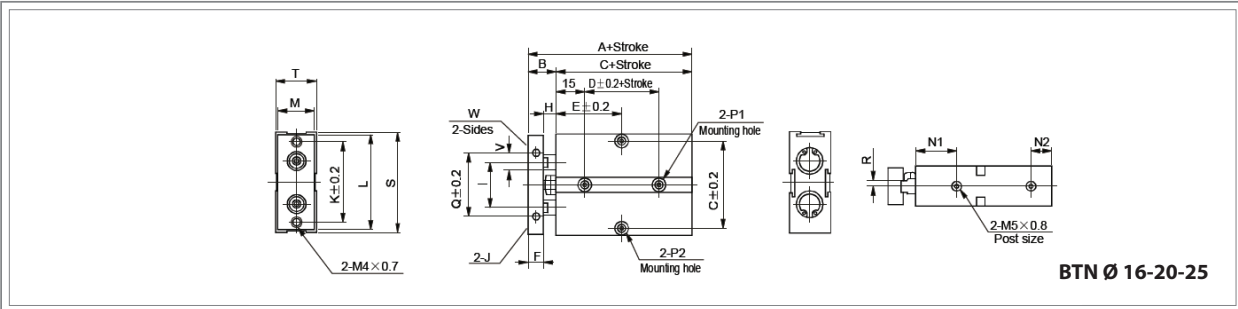 T
M
K±0.2
L
S
2-M4×0.7
A+Stroke
B
C+Stroke
15
D±0.2+Stroke
H
E±0.2
W
2-Sides
2-P1
Mounting hole
V
Q±0.2
I
C±0.2
2-J
F
2-P2
Mounting hole
N1
N2
R
2-M5×0.8
Post size
BTN Ø 16-20-25